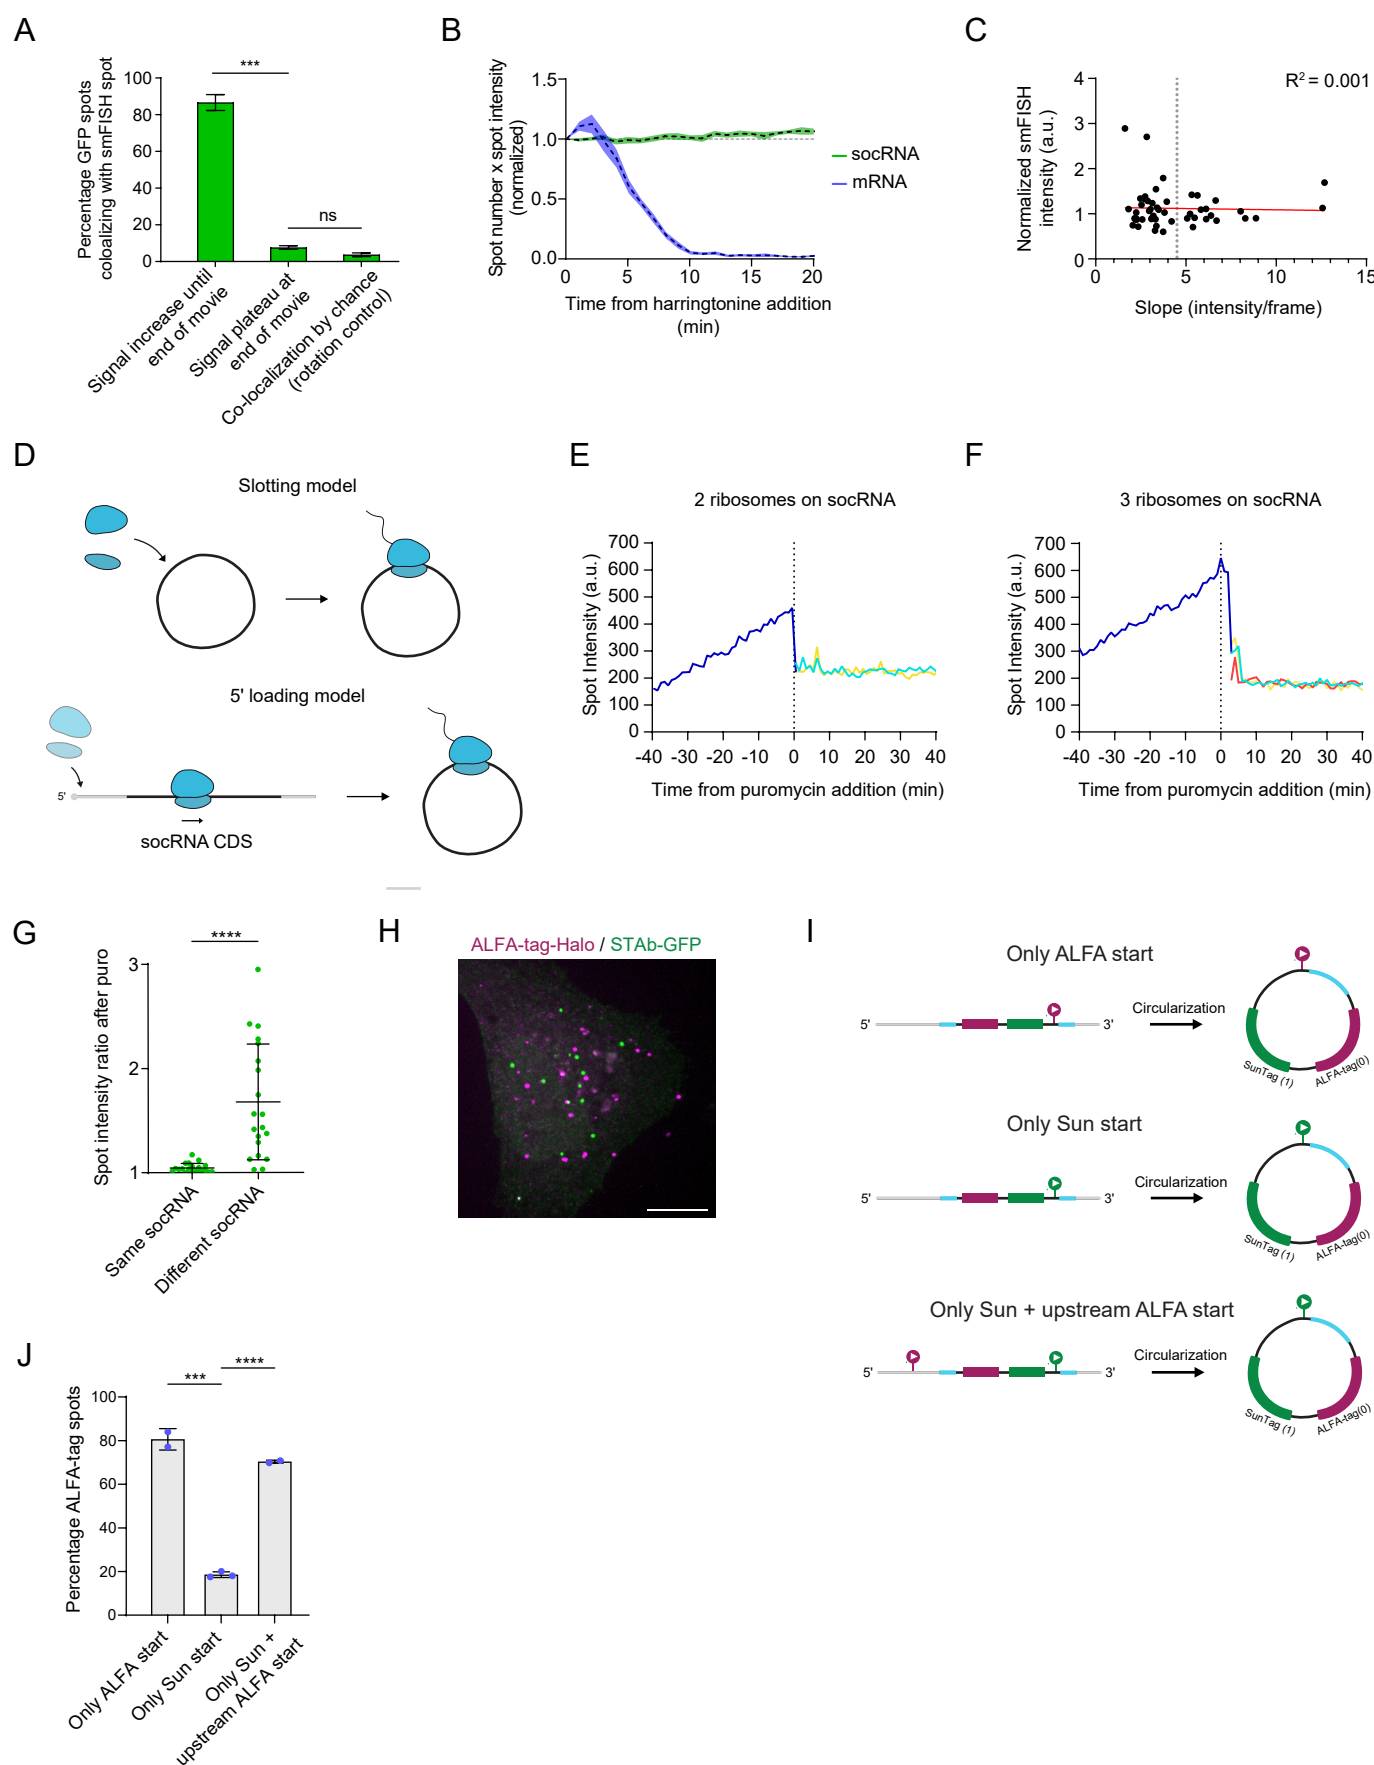 A
Percentage GFP spots
coloalizing with smFISH spot
100
80
60
40
20
0
***
ns
Signal increase until
end of movie
Signal plateau at
end of movie
Co-localization by chance
(rotation control)
B
Spot number x spot intensity
(normalized)
1.5
1.0
0.5
0.0
0 5 10 15 20
Time from harringtonine addition
(min)
socRNA
mRNA
C
Normalized smFISH
intensity (a.u.)
4
3
2
1
0
0 5 10 15
Slope (intensity/frame)
R² = 0.001
D
Slotting model
5' loading model
5'
socRNA CDS
E
2 ribosomes on socRNA
Spot Intensity (a.u.)
700
600
500
400
300
200
100
0
-40 -30 -20 -10 0 10 20 30 40
Time from puromycin addition (min)
F
3 ribosomes on socRNA
Spot Intensity (a.u.)
700
600
500
400
300
200
100
0
-40 -30 -20 -10 0 10 20 30 40
Time from puromycin addition (min)
G
Spot intensity ratio after puro
3
2
1
****
Same socRNA
Different socRNA
H
ALFA-tag-Halo / STAb-GFP
I
Only ALFA start
5'
3'
Circularization
SunTag (1)
ALFA-tag(0)
Only Sun start
5'
3'
Circularization
SunTag (1)
ALFA-tag(0)
Only Sun + upstream ALFA start
5'
3'
Circularization
SunTag (1)
ALFA-tag(0)
J
Percentage ALFA-tag spots
100
80
60
40
20
0
***
****
Only ALFA start
Only Sun start
Only Sun +
upstream ALFA start